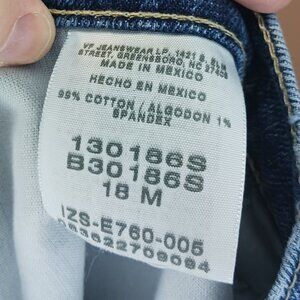 VF JEANSWEAR LP, 1421 S. ELM
STREET, GREENSBORO, NC 27406
MADE IN MEXICO
HECHO EN MEXICO
99% COTTON / ALGODON 1%
SPANDEX
130186S
B30186S
18 M
IZS-E760-005